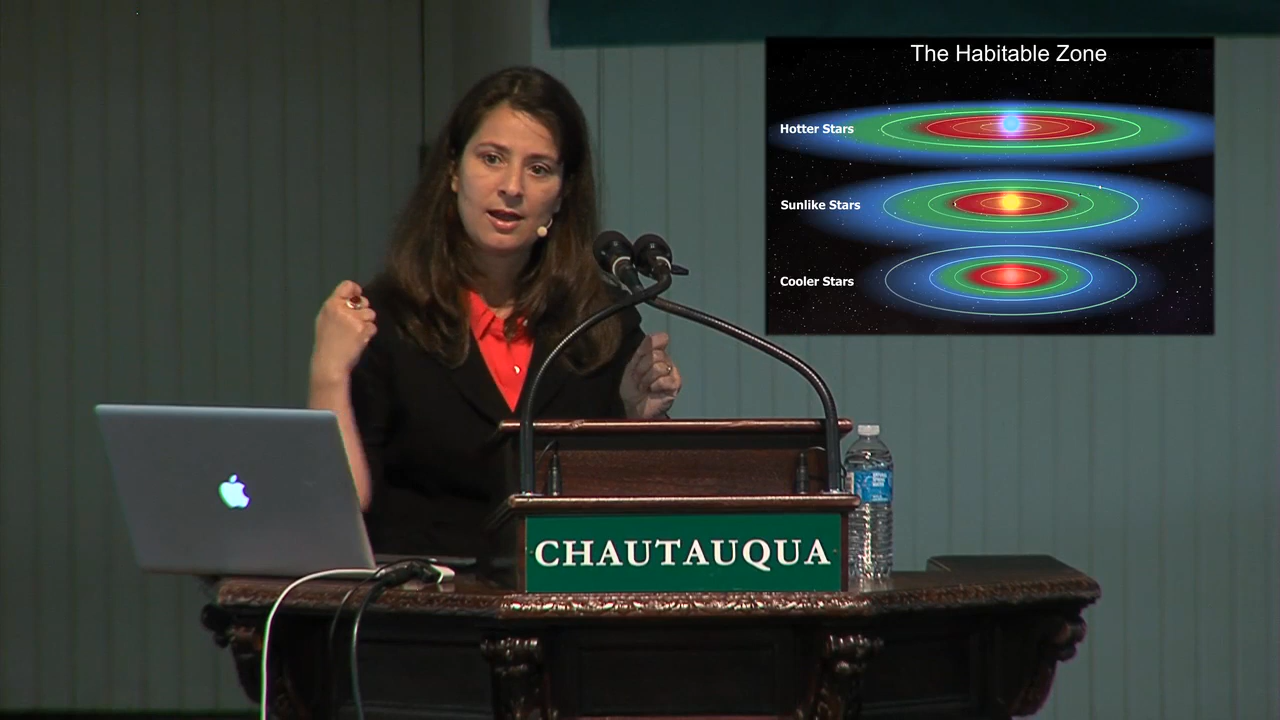 The Habitable Zone
Hotter Stars
Sunlike Stars
Cooler Stars
CHAUTAUQUA